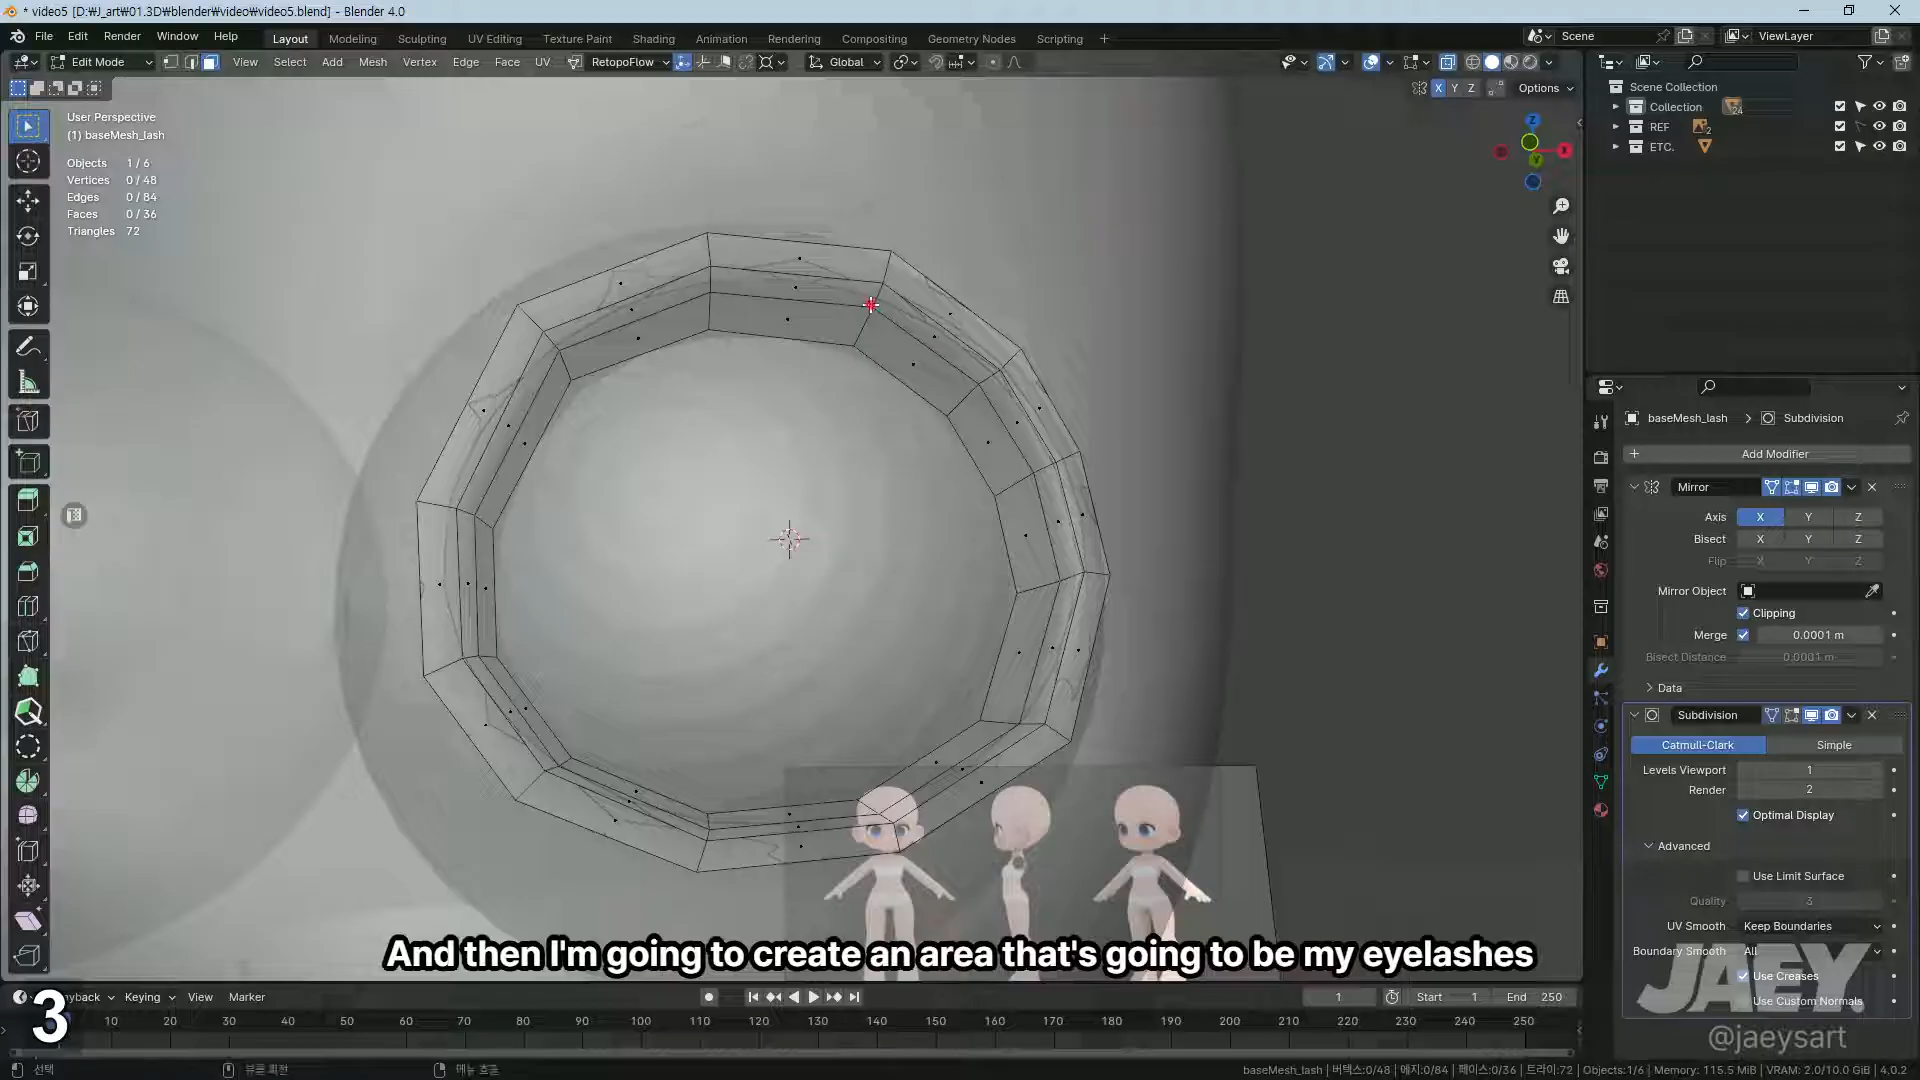 * video5 [D:₩J_art₩01.3D₩blender₩video₩video5.blend] - Blender 4.0
File Edit Render Window Help
Layout Modeling Sculpting UV Editing Texture Paint Shading Animation Rendering Compositing Geometry Nodes Scripting +
Scene
ViewLayer
Edit Mode
View Select Add Mesh Vertex Edge Face UV
RetopoFlow
Global
X Y Z
Options
User Perspective
(1) baseMesh_lash
Objects 1 / 6
Vertices 0 / 48
Edges 0 / 84
Faces 0 / 36
Triangles 72
Z
X
Y
Scene Collection
Collection 24
REF 2
ETC.
baseMesh_lash > Subdivision
+ Add Modifier
Mirror
Axis X Y Z
Bisect X Y Z
Flip X Y Z
Mirror Object
Clipping
Merge 0.0001 m
Bisect Distance 0.0001 m
Data
Subdivision
Catmull-Clark Simple
Levels Viewport 1
Render 2
Optimal Display
Advanced
Use Limit Surface
Quality 3
UV Smooth Keep Boundaries
Boundary Smooth All
Use Creases
Use Custom Normals
JAEY.
@jaeysart
And then I'm going to create an area that's going to be my eyelashes
3
Keying View Marker
1
Start 1 End 250
10 20 30 40 50 60 70 80 90 100 110 120 130 140 150 160 170 180 190 200 210 220 230 240 250
선택
뷰를 회전
메뉴 호출
baseMesh_lash | 버텍스:0/48 | 에지:0/84 | 페이스:0/36 | 트라이:72 | Objects:1/6 | Memory: 115.5 MiB | VRAM: 2.0/10.0 GiB | 4.0.2